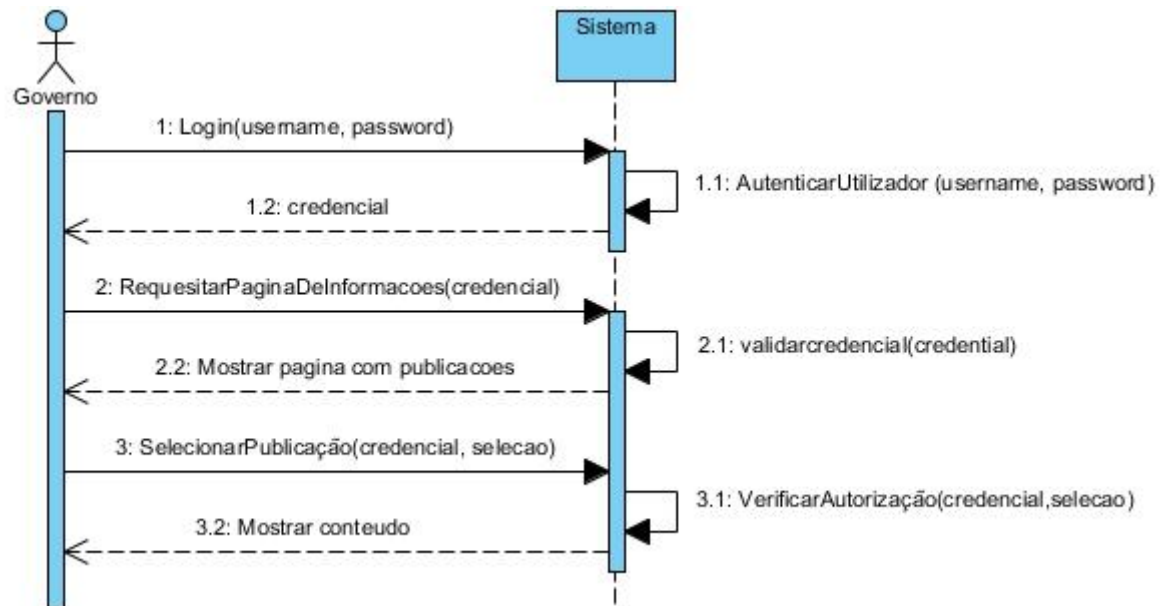 Sistema
Governo
1: Login(username, password)
1.1: AutenticarUtilizador (username, password)
1.2: credencial
2: RequesitarPaginaDeInformacoes(credencial)
2.1: validarcredencial(credential)
2.2: Mostrar pagina com publicacoes
3: SelecionarPublicação(credencial, selecao)
3.1: VerificarAutorização(credencial,selecao)
3.2: Mostrar conteudo